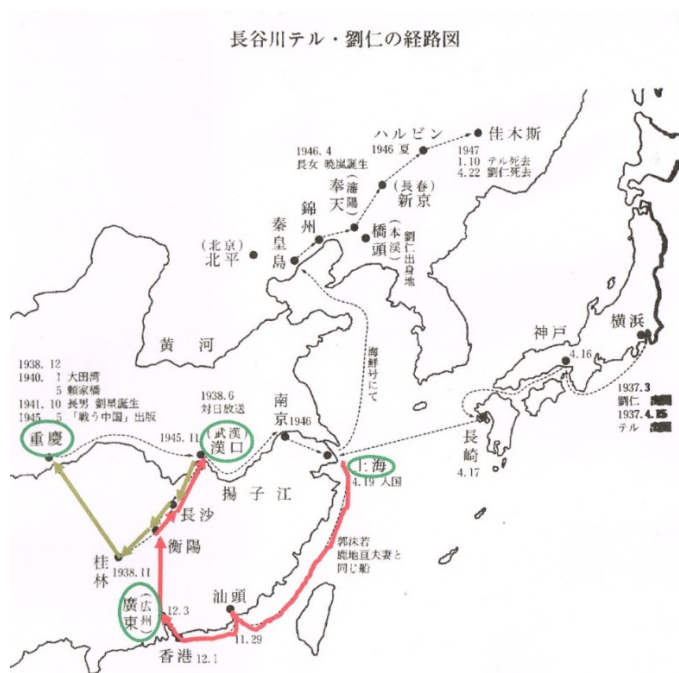 長谷川テル・劉仁の経路図
ハルビン
1946 夏
佳木斯
1947
1.10 テル死去
4.22 劉仁死去
1946.4
長女 暁嵐誕生
奉天
(瀋陽)
(長春)
新京
錦州
秦皇島
橋頭
(本渓)
劉仁出身地
(北京)
北平
黄河
海鮮号にて
横浜
神戸
4.16
1937.3
劉仁
1937.4.15
テル
長崎
4.17
1938.12
1940. 1 大田湾
5 頼家橋
1941.10 長男 劉星誕生
1945. 5 「戦う中国」出版
重慶
1938.6
対日放送
(武漢)
漢口
1945.11
南京
1946
上海
4.19 入国
揚子江
長沙
衡陽
桂林
1938.11
郭沫若
鹿地亘夫妻と
同じ船
汕頭
11.29
廣東
(広州)
12.3
香港 12.1